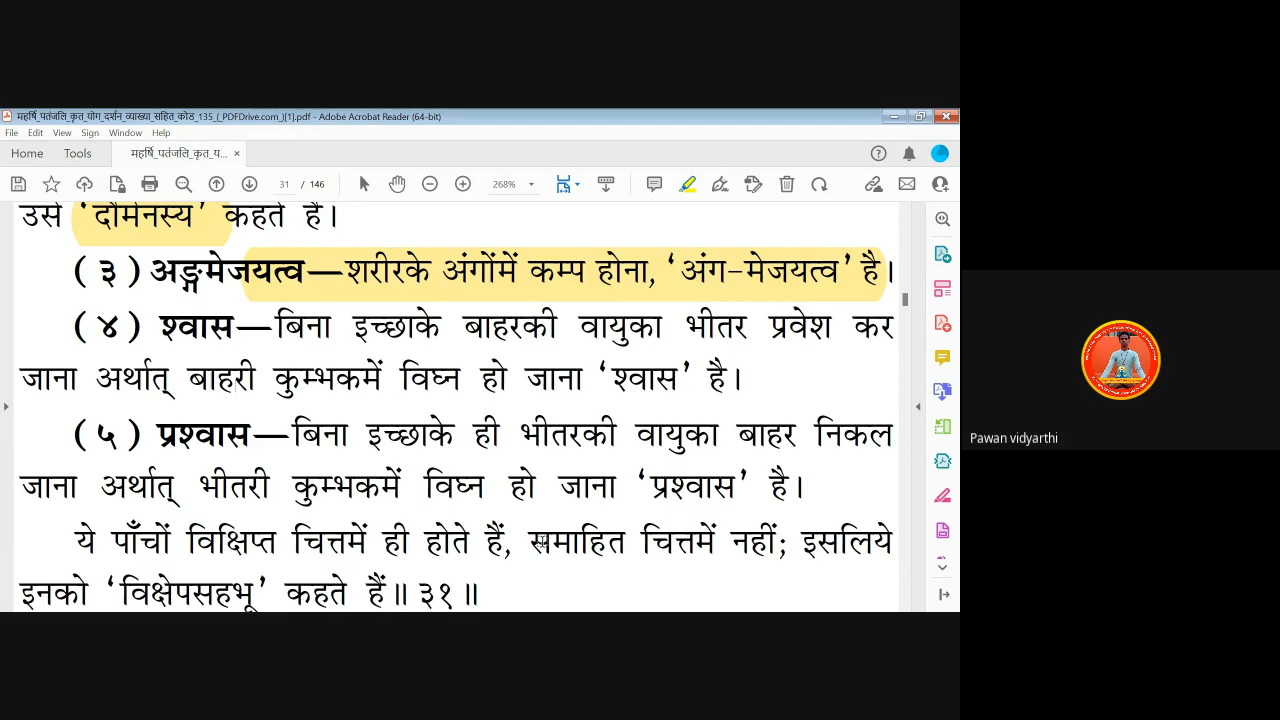 महर्षि_पतंजलि_कृत_योग_दर्शन_व्याख्या_सहित_कोड_135_(_PDFDrive.com_)[1].pdf - Adobe Acrobat Reader (64-bit)
File Edit View Sign Window Help
Home Tools महर्षि_पतंजलि_कृत_य... ×
31 / 146 268%
उसे ‘दौर्मनस्य’ कहते हैं।
(३) अङ्गमेजयत्व—शरीरके अंगोंमें कम्प होना, ‘अंग-मेजयत्व’ है।
(४) श्वास—बिना इच्छाके बाहरकी वायुका भीतर प्रवेश कर
जाना अर्थात् बाहरी कुम्भकमें विघ्न हो जाना ‘श्वास’ है।
(५) प्रश्वास—बिना इच्छाके ही भीतरकी वायुका बाहर निकल
जाना अर्थात् भीतरी कुम्भकमें विघ्न हो जाना ‘प्रश्वास’ है।
ये पाँचों विक्षिप्त चित्तमें ही होते हैं, समाहित चित्तमें नहीं; इसलिये
इनको ‘विक्षेपसहभू’ कहते हैं॥ ३१॥
Pawan vidyarthi